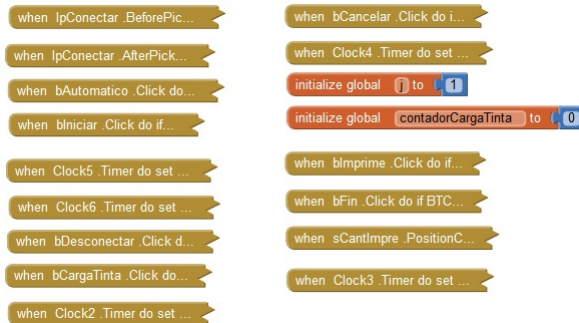 when lpConectar .BeforePic...
when lpConectar .AfterPick...
when bAutomatico .Click do...
when bIniciar .Click do if...
when Clock5 .Timer do set ...
when Clock6 .Timer do set ...
when bDesconectar .Click d...
when bCargaTinta .Click do...
when Clock2 .Timer do set ...
when bCancelar .Click do i...
when Clock4 .Timer do set ...
initialize global j to 1
initialize global contadorCargaTinta to 0
when bImprime .Click do if...
when bFin .Click do if BTC...
when sCantImpre .PositionC...
when Clock3 .Timer do set ...